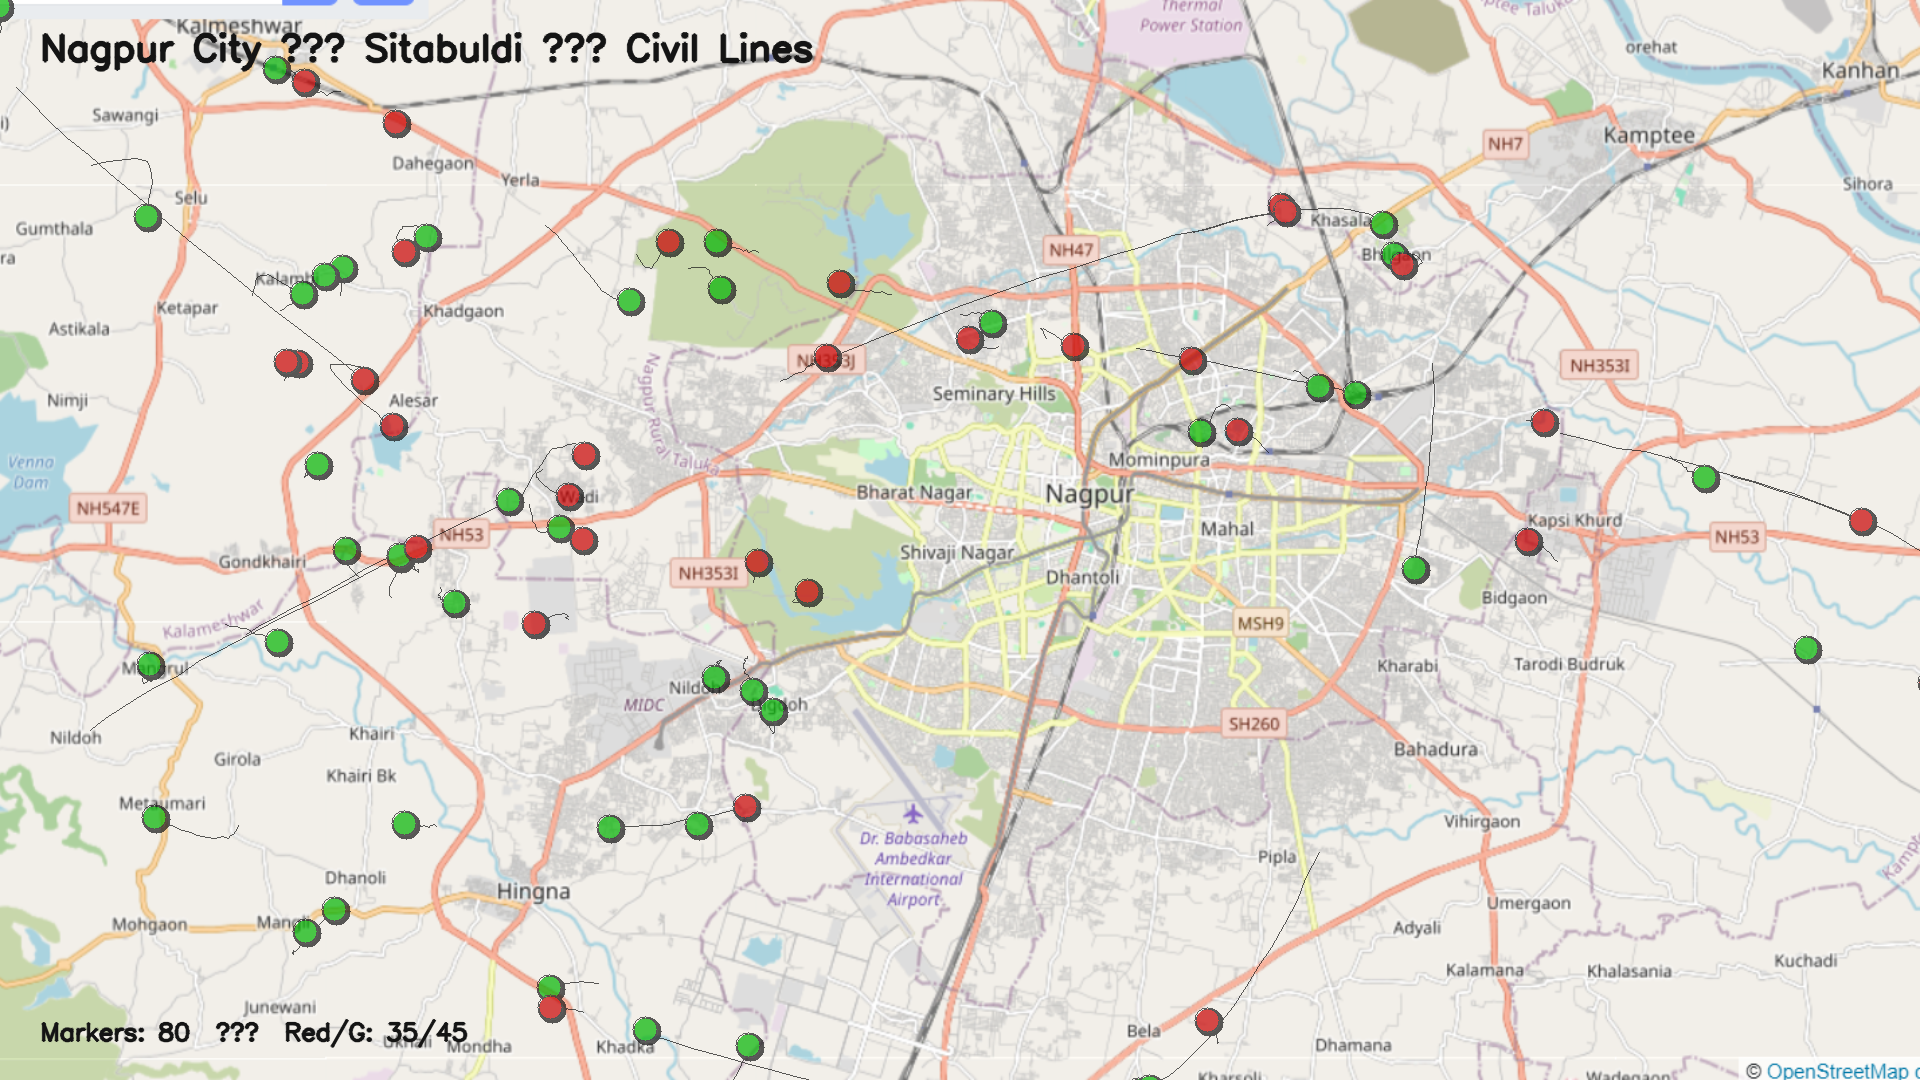 Thermal
Power Station
ptee Taluka
Kalmeshwar
Nagpur City ??? Sitabuldi ??? Civil Lines
orehat
Kanhan
Sawangi
NH7
Kamptee
Dahegaon
Yerla
Sihora
Selu
Gumthala
Khasala
NH47
ra
Kalamb
Ketapar
Khadgaon
Astikala
NH353J
NH353I
Seminary Hills
Nimji
Alesar
Nagpur Rural Taluka
Mominpura
Venna
Dam
Nagpur
Bharat Nagar
Wadi
NH547E
Kapsi Khurd
Mahal
NH53
NH53
Shivaji Nagar
Gondkhairi
NH353I
Dhantoli
Bidgaon
Kalameshwar
MSH9
Kharabi
Tarodi Budruk
Nildoh
MIDC
SH260
Nildoh
Khairi
Bahadura
Girola
Khairi Bk
Metaumari
Vihirgaon
Dr. Babasaheb
Ambedkar
International
Airport
Pipla
Dhanoli
Hingna
Umergaon
Mohgaon
Adyali
Kuchadi
Kalamana
Khalasania
Junewani
Markers: 80 ??? Red/G: 35/45
Bela
Mondha
Khadka
Dhamana
Kharsoli
Wadegaon
© OpenStreetMap c